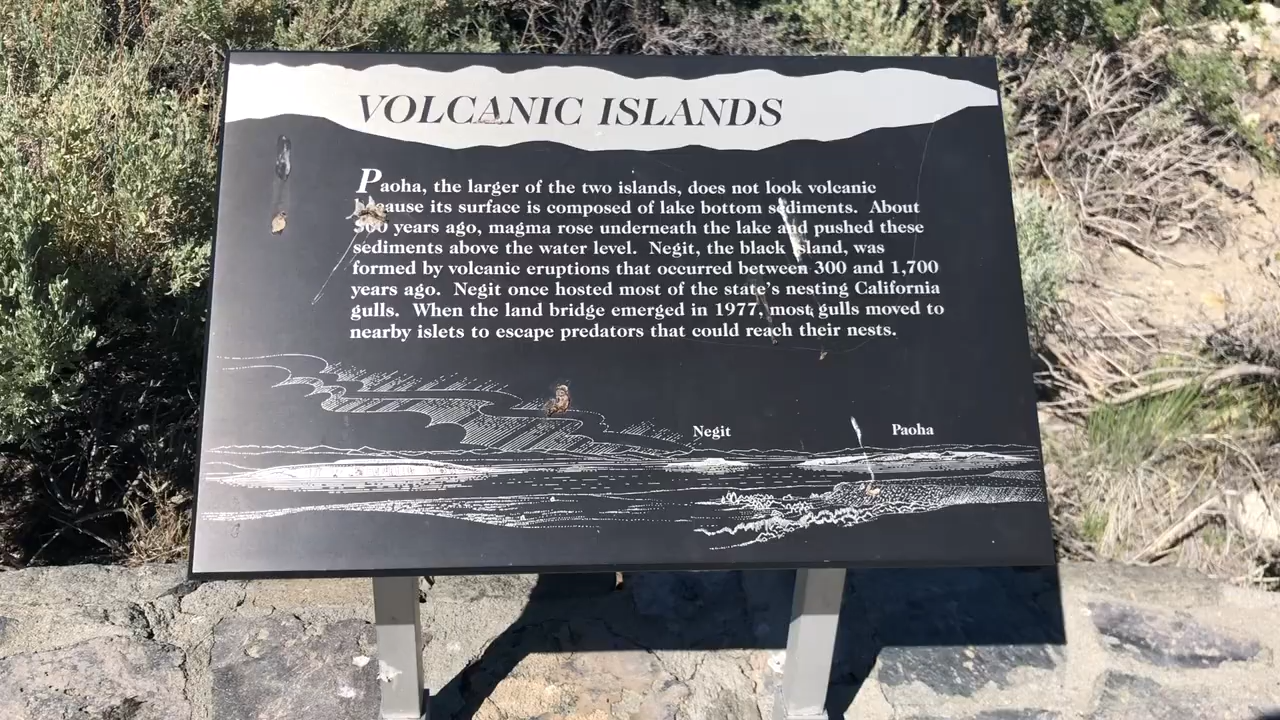 VOLCANIC ISLANDS
Paoha, the larger of the two islands, does not look volcanic
because its surface is composed of lake bottom sediments. About
300 years ago, magma rose underneath the lake and pushed these
sediments above the water level. Negit, the black island, was
formed by volcanic eruptions that occurred between 300 and 1,700
years ago. Negit once hosted most of the state's nesting California
gulls. When the land bridge emerged in 1977, most gulls moved to
nearby islets to escape predators that could reach their nests.
Negit
Paoha